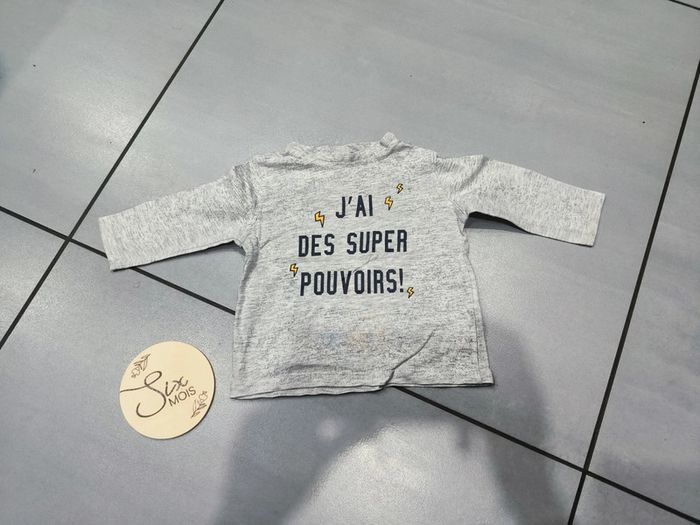 J'AI
DES SUPER
POUVOIRS!
Six
MOIS